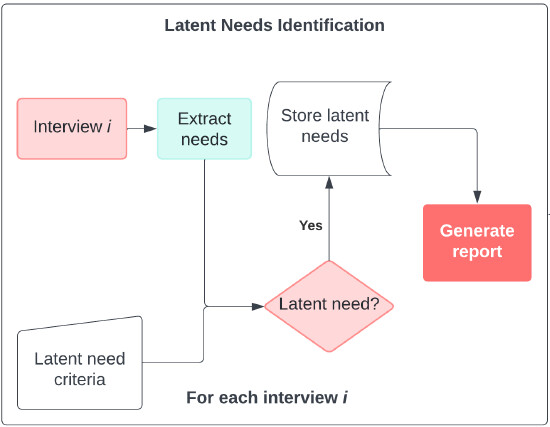 Latent Needs Identification
Interview i
Extract
needs
Store latent
needs
Yes
Generate
report
Latent need?
Latent need
criteria
For each interview i